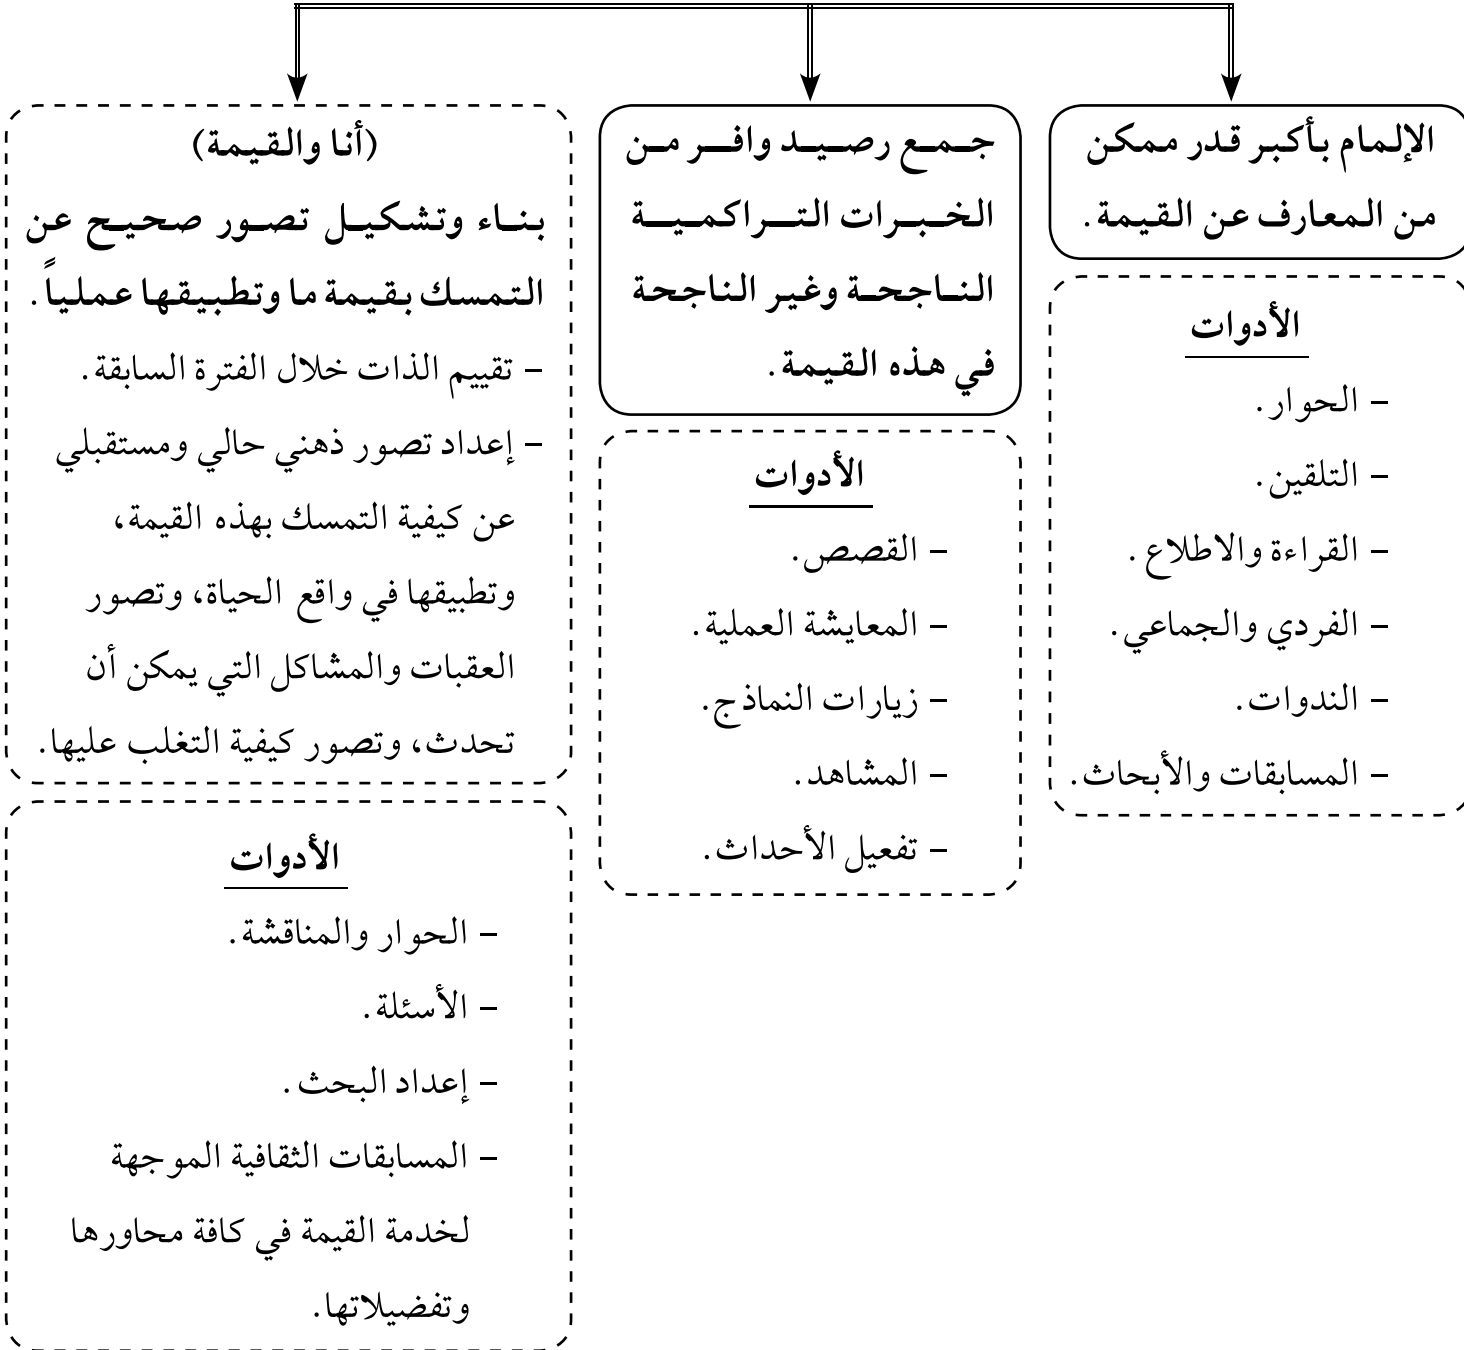 الإلمام بأكبر قدر ممكن
من المعارف عن القيمة.
الأدوات
– الحوار.
– التلقين.
– القراءة والاطلاع.
– الفردي والجماعي.
– الندوات.
– المسابقات والأبحاث.
جمع رصيد وافر من
الخبرات التراكمية
الناجحة وغير الناجحة
في هذه القيمة.
الأدوات
– القصص.
– المعايشة العملية.
– زيارات النماذج.
– المشاهد.
– تفعيل الأحداث.
(أنا والقيمة)
بناء وتشكيل تصور صحيح عن
التمسك بقيمة ما وتطبيقها عملياً.
– تقييم الذات خلال الفترة السابقة.
– إعداد تصور ذهني حالي ومستقبلي
عن كيفية التمسك بهذه القيمة،
وتطبيقها في واقع الحياة، وتصور
العقبات والمشاكل التي يمكن أن
تحدث، وتصور كيفية التغلب عليها.
الأدوات
– الحوار والمناقشة.
– الأسئلة.
– إعداد البحث.
– المسابقات الثقافية الموجهة
لخدمة القيمة في كافة محاورها
وتفضيلاتها.